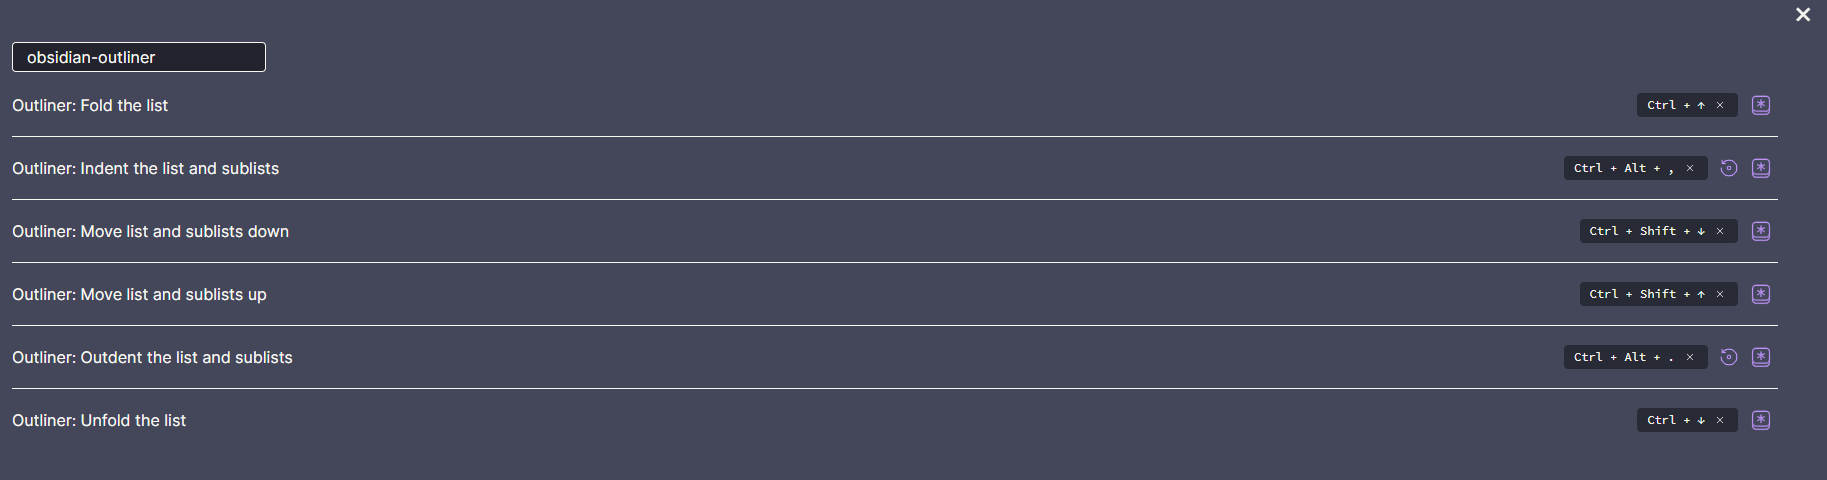 obsidian-outliner
Outliner: Fold the list Ctrl + ↑ ×
Outliner: Indent the list and sublists Ctrl + Alt + , ×
Outliner: Move list and sublists down Ctrl + Shift + ↓ ×
Outliner: Move list and sublists up Ctrl + Shift + ↑ ×
Outliner: Outdent the list and sublists Ctrl + Alt + . ×
Outliner: Unfold the list Ctrl + ↓ ×